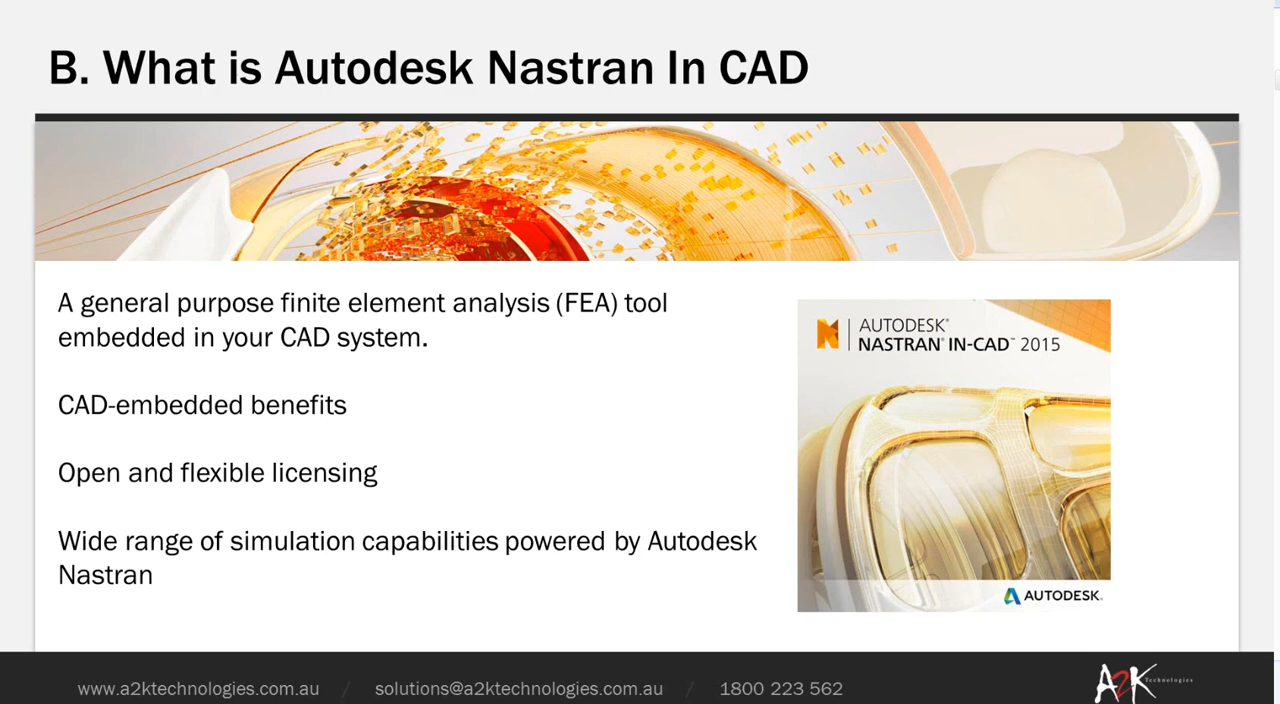 B. What is Autodesk Nastran In CAD
A general purpose finite element analysis (FEA) tool
embedded in your CAD system.
CAD-embedded benefits
Open and flexible licensing
Wide range of simulation capabilities powered by Autodesk
Nastran
AUTODESK®
NASTRAN® IN-CAD™ 2015
AUTODESK.
www.a2ktechnologies.com.au / solutions@a2ktechnologies.com.au / 1800 223 562
A2K Technologies